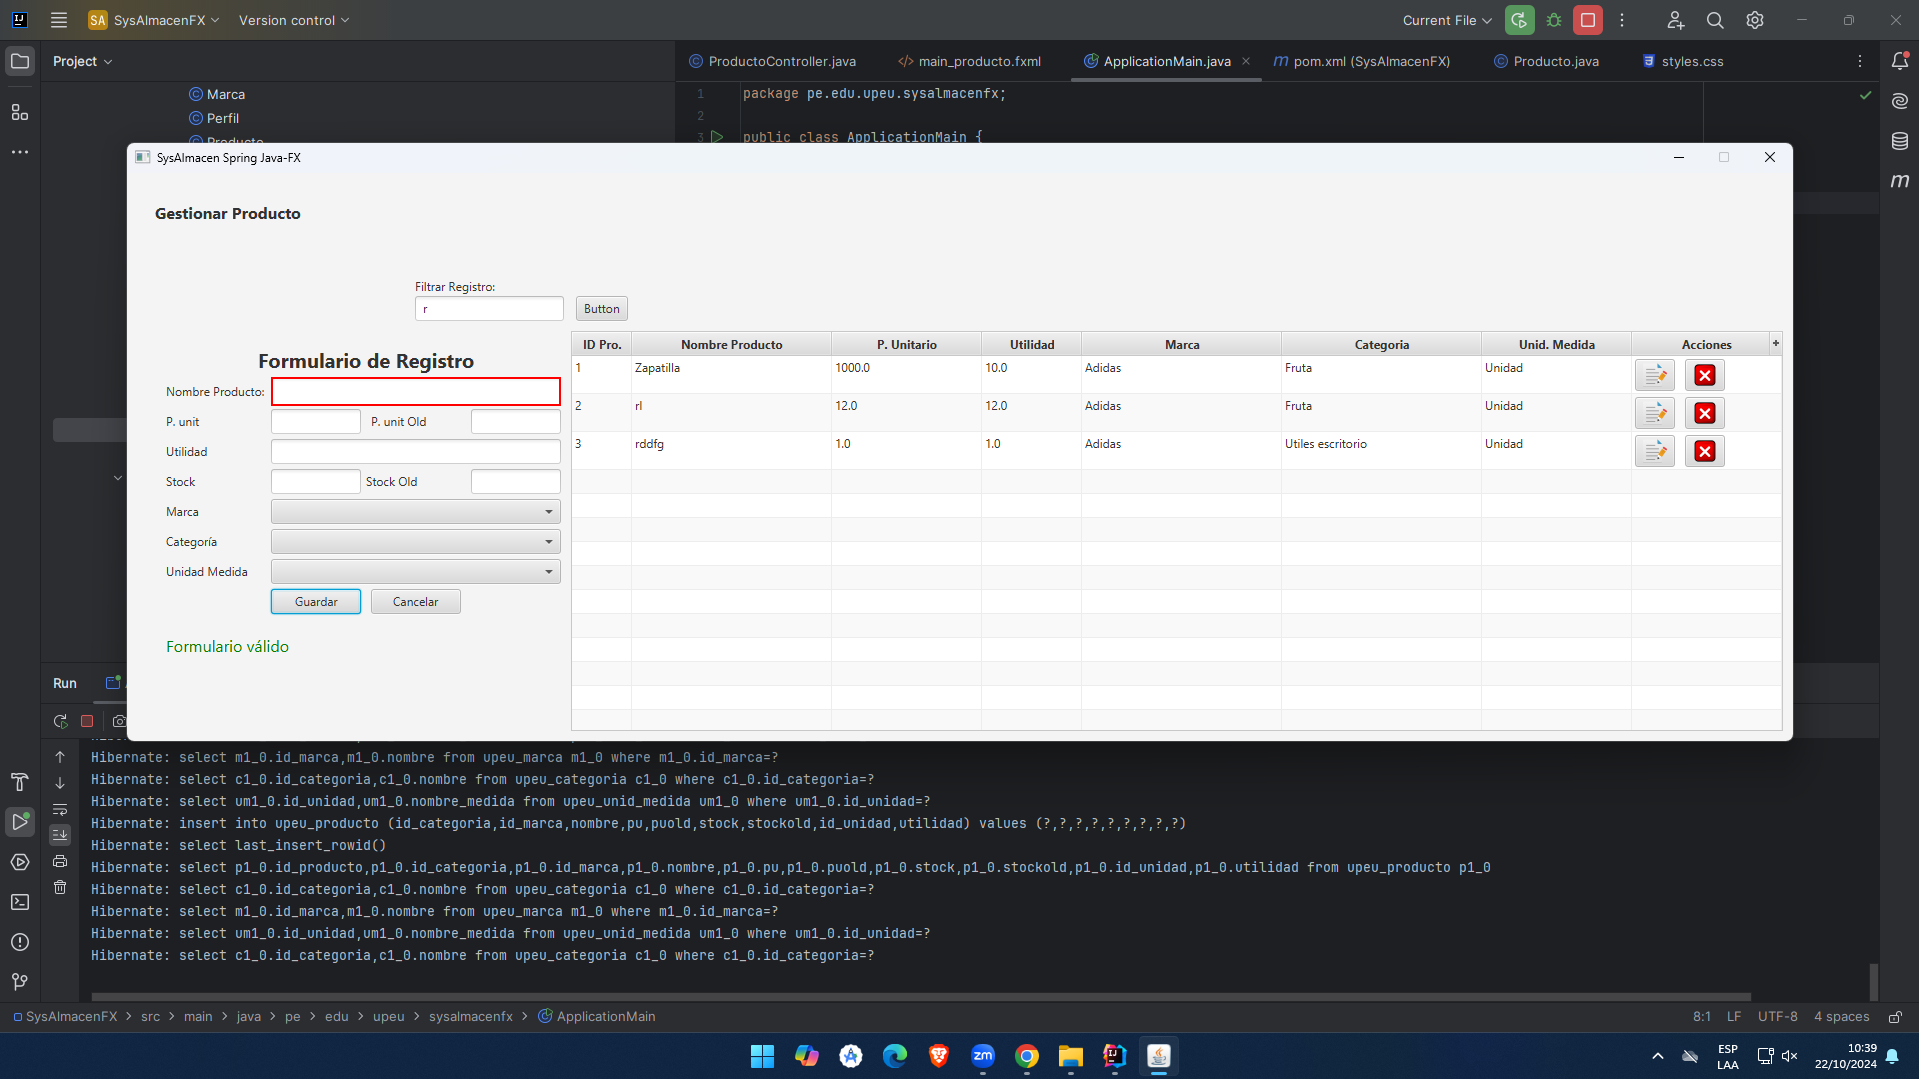 SA SysAlmacenFX Version control Current File
Project
ProductoController.java main_producto.fxml ApplicationMain.java pom.xml (SysAlmacenFX) Producto.java styles.css
Marca
Perfil
Producto
1 package pe.edu.upeu.sysalmacenfx;
2
3 public class ApplicationMain {
SysAlmacen Spring Java-FX
Gestionar Producto
Filtrar Registro:
r Button
Formulario de Registro
Nombre Producto:
P. unit P. unit Old
Utilidad
Stock Stock Old
Marca
Categoría
Unidad Medida
Guardar Cancelar
Formulario válido
ID Pro. Nombre Producto P. Unitario Utilidad Marca Categoria Unid. Medida Acciones +
1 Zapatilla 1000.0 10.0 Adidas Fruta Unidad
2 rl 12.0 12.0 Adidas Fruta Unidad
3 rddfg 1.0 1.0 Adidas Utiles escritorio Unidad
Run
Hibernate: select m1_0.id_marca,m1_0.nombre from upeu_marca m1_0 where m1_0.id_marca=?
Hibernate: select c1_0.id_categoria,c1_0.nombre from upeu_categoria c1_0 where c1_0.id_categoria=?
Hibernate: select um1_0.id_unidad,um1_0.nombre_medida from upeu_unid_medida um1_0 where um1_0.id_unidad=?
Hibernate: insert into upeu_producto (id_categoria,id_marca,nombre,pu,puold,stock,stockold,id_unidad,utilidad) values (?,?,?,?,?,?,?,?,?)
Hibernate: select last_insert_rowid()
Hibernate: select p1_0.id_producto,p1_0.id_categoria,p1_0.id_marca,p1_0.nombre,p1_0.pu,p1_0.puold,p1_0.stock,p1_0.stockold,p1_0.id_unidad,p1_0.utilidad from upeu_producto p1_0
Hibernate: select c1_0.id_categoria,c1_0.nombre from upeu_categoria c1_0 where c1_0.id_categoria=?
Hibernate: select m1_0.id_marca,m1_0.nombre from upeu_marca m1_0 where m1_0.id_marca=?
Hibernate: select um1_0.id_unidad,um1_0.nombre_medida from upeu_unid_medida um1_0 where um1_0.id_unidad=?
Hibernate: select c1_0.id_categoria,c1_0.nombre from upeu_categoria c1_0 where c1_0.id_categoria=?
SysAlmacenFX > src > main > java > pe > edu > upeu > sysalmacenfx > ApplicationMain 8:1 LF UTF-8 4 spaces
zm
ESP
LAA
10:39
22/10/2024